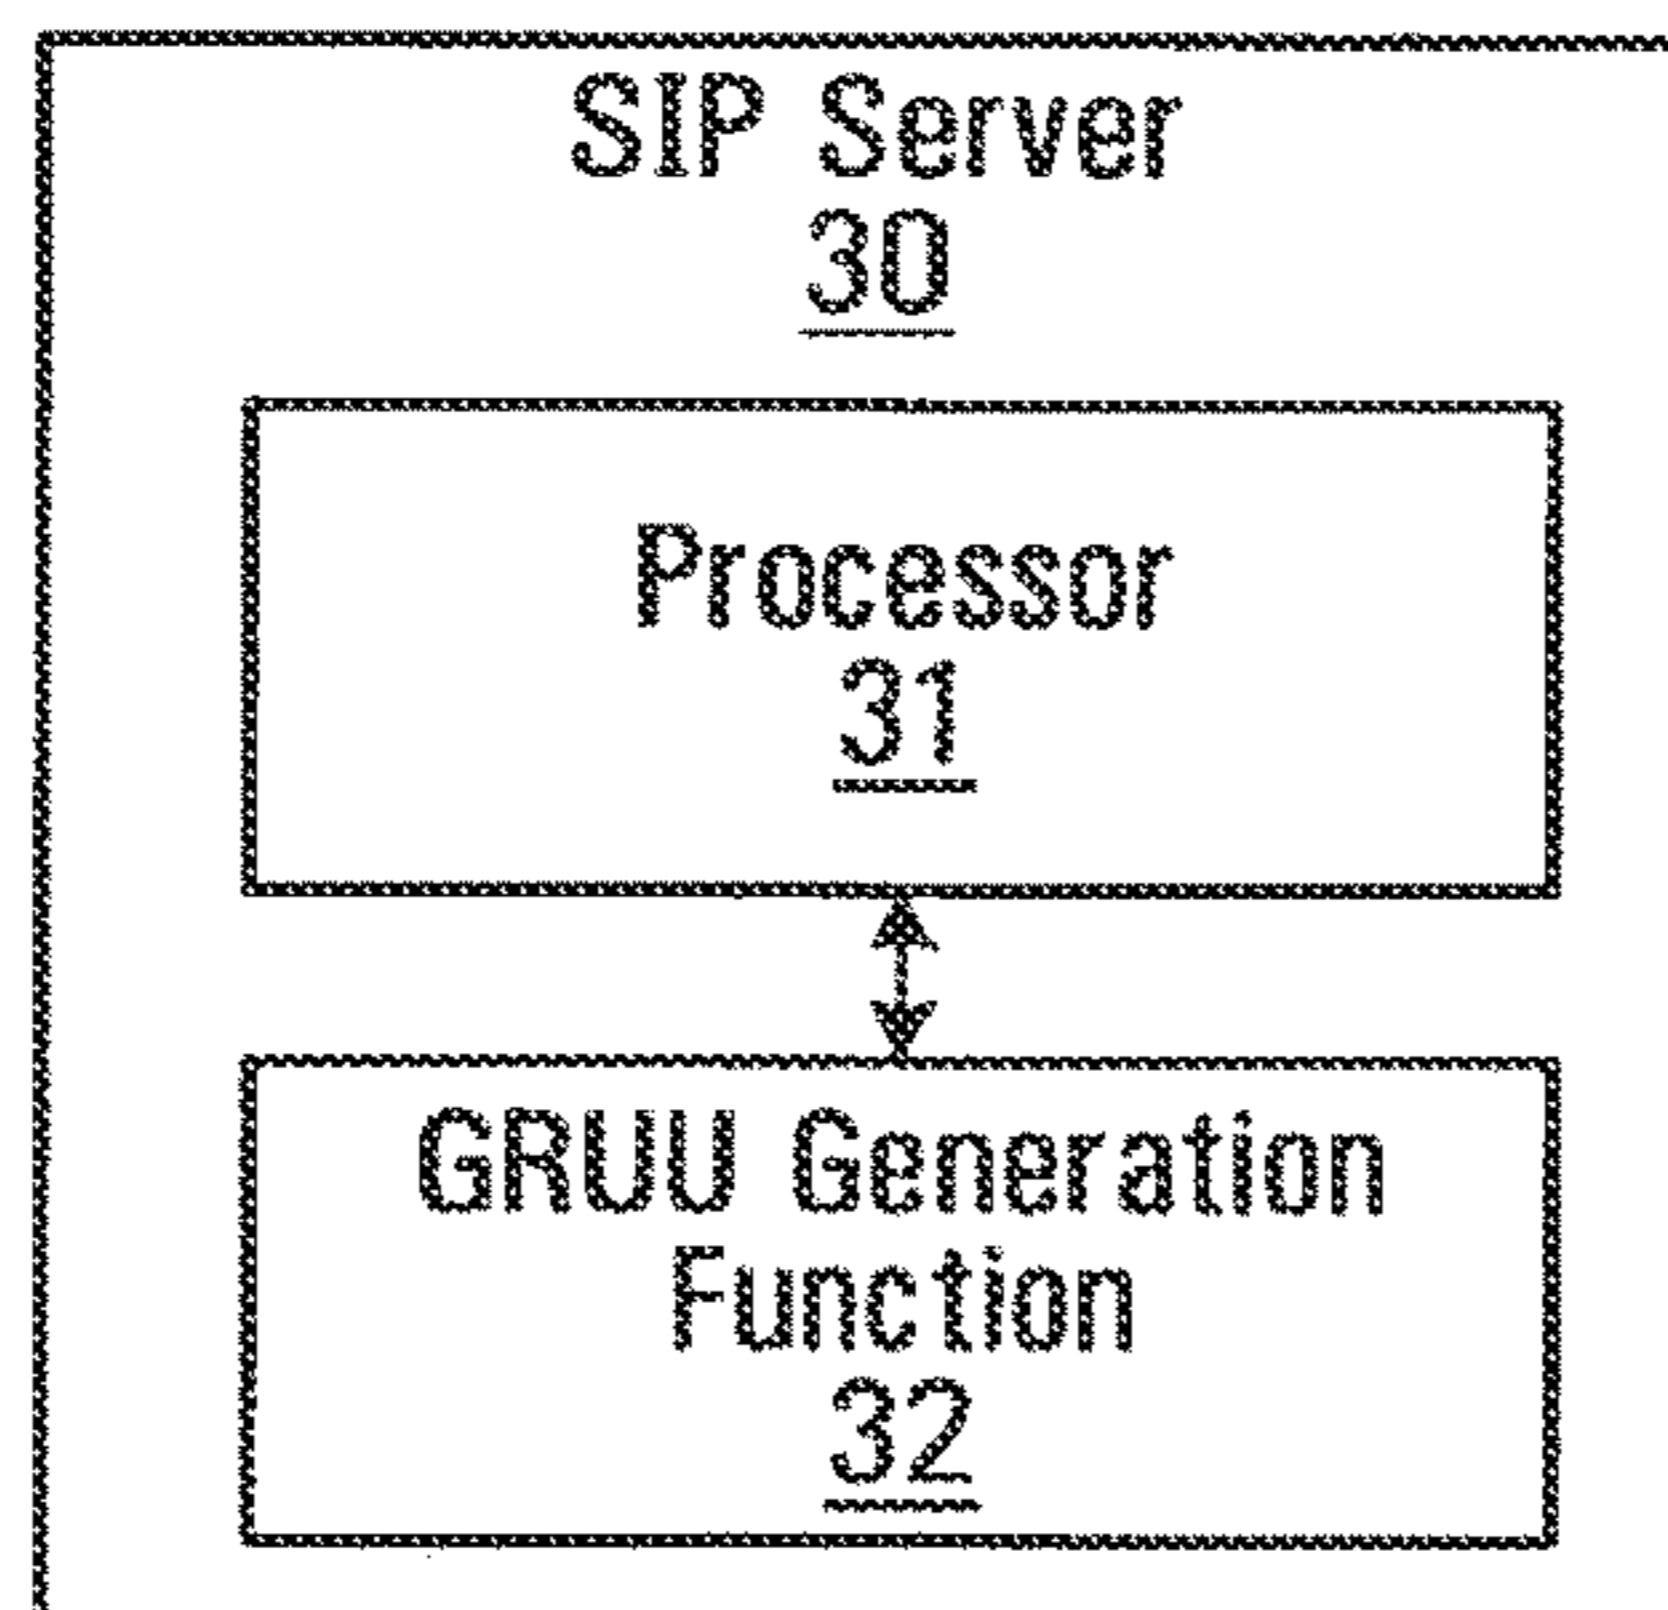 SIP Server
30
Processor
31
GRUU Generation
Function
32